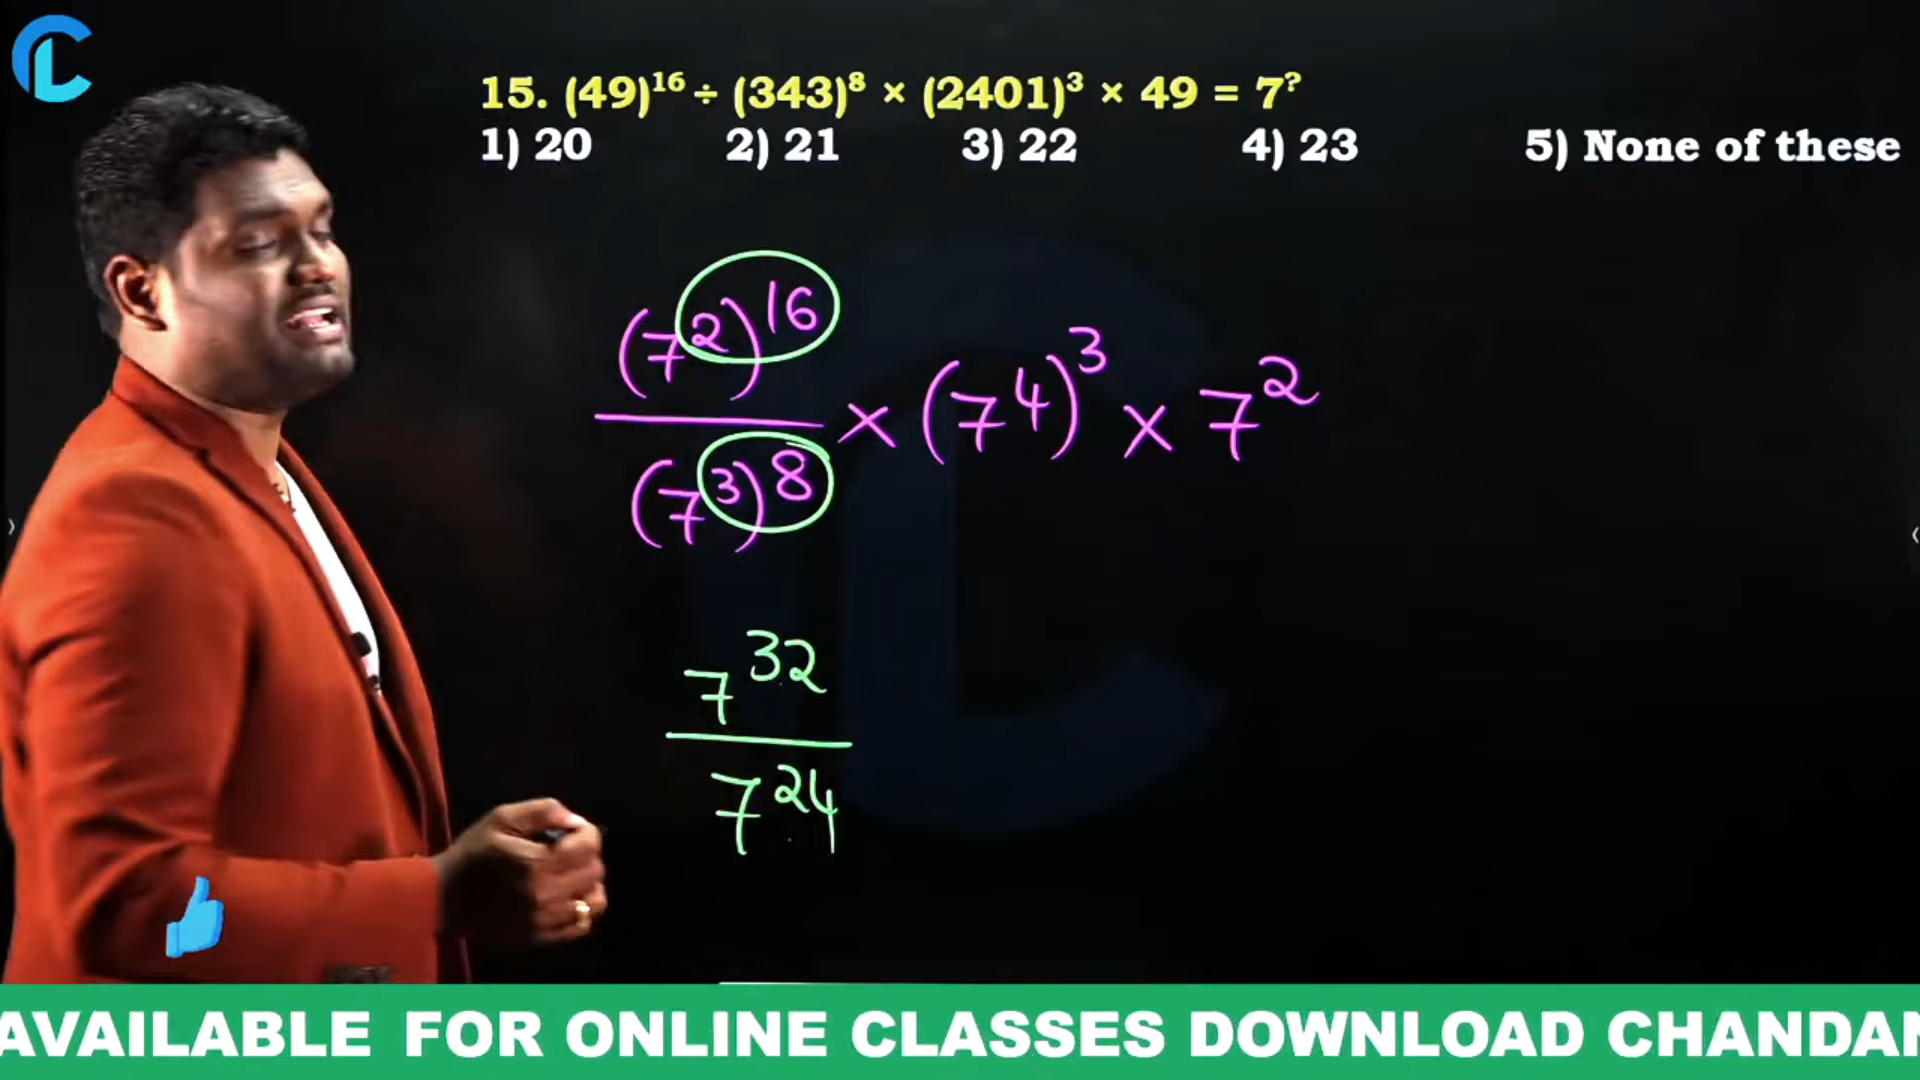 15. (49)¹⁶ ÷ (343)⁸ × (2401)³ × 49 = 7^?
1) 20 2) 21 3) 22 4) 23 5) None of these
(7²)¹⁶
(7³)⁸
× (7⁴)³ × 7²
7³²
7²⁴
AVAILABLE FOR ONLINE CLASSES DOWNLOAD CHANDAN